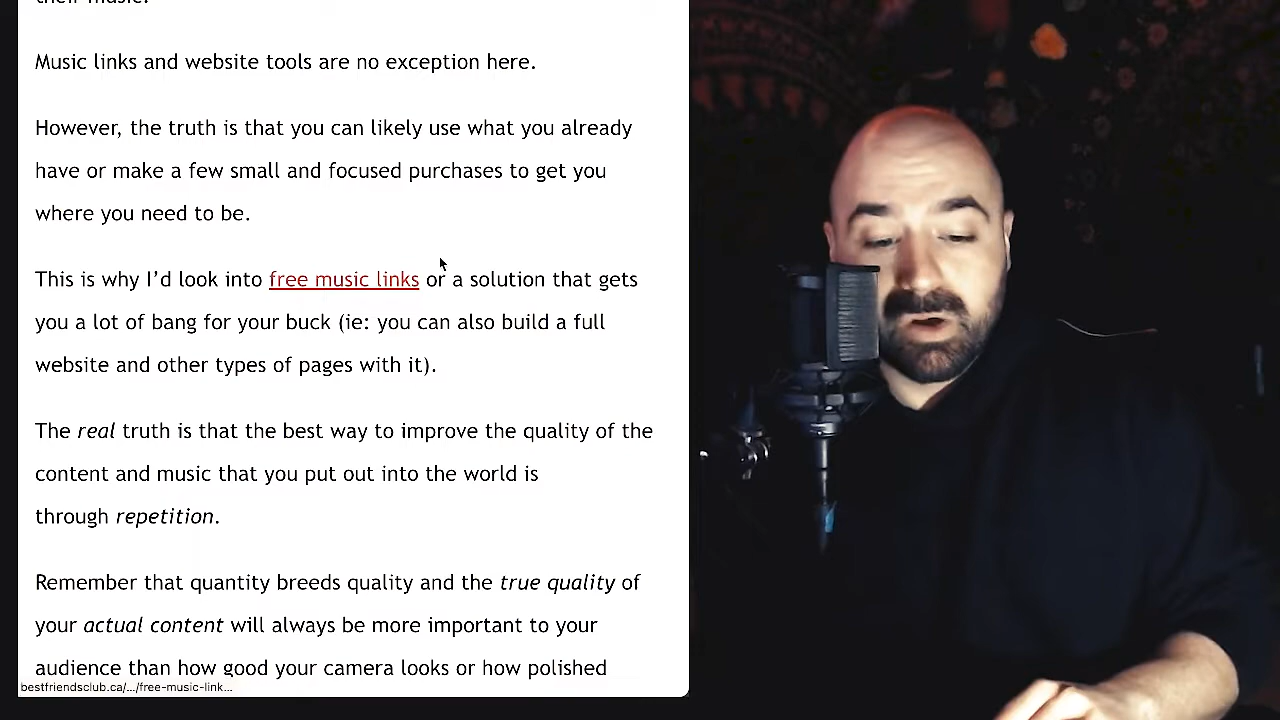 their music.
Music links and website tools are no exception here.
However, the truth is that you can likely use what you already
have or make a few small and focused purchases to get you
where you need to be.
This is why I’d look into free music links or a solution that gets
you a lot of bang for your buck (ie: you can also build a full
website and other types of pages with it).
The real truth is that the best way to improve the quality of the
content and music that you put out into the world is
through repetition.
Remember that quantity breeds quality and the true quality of
your actual content will always be more important to your
audience than how good your camera looks or how polished
bestfriendsclub.ca/.../free-music-link...